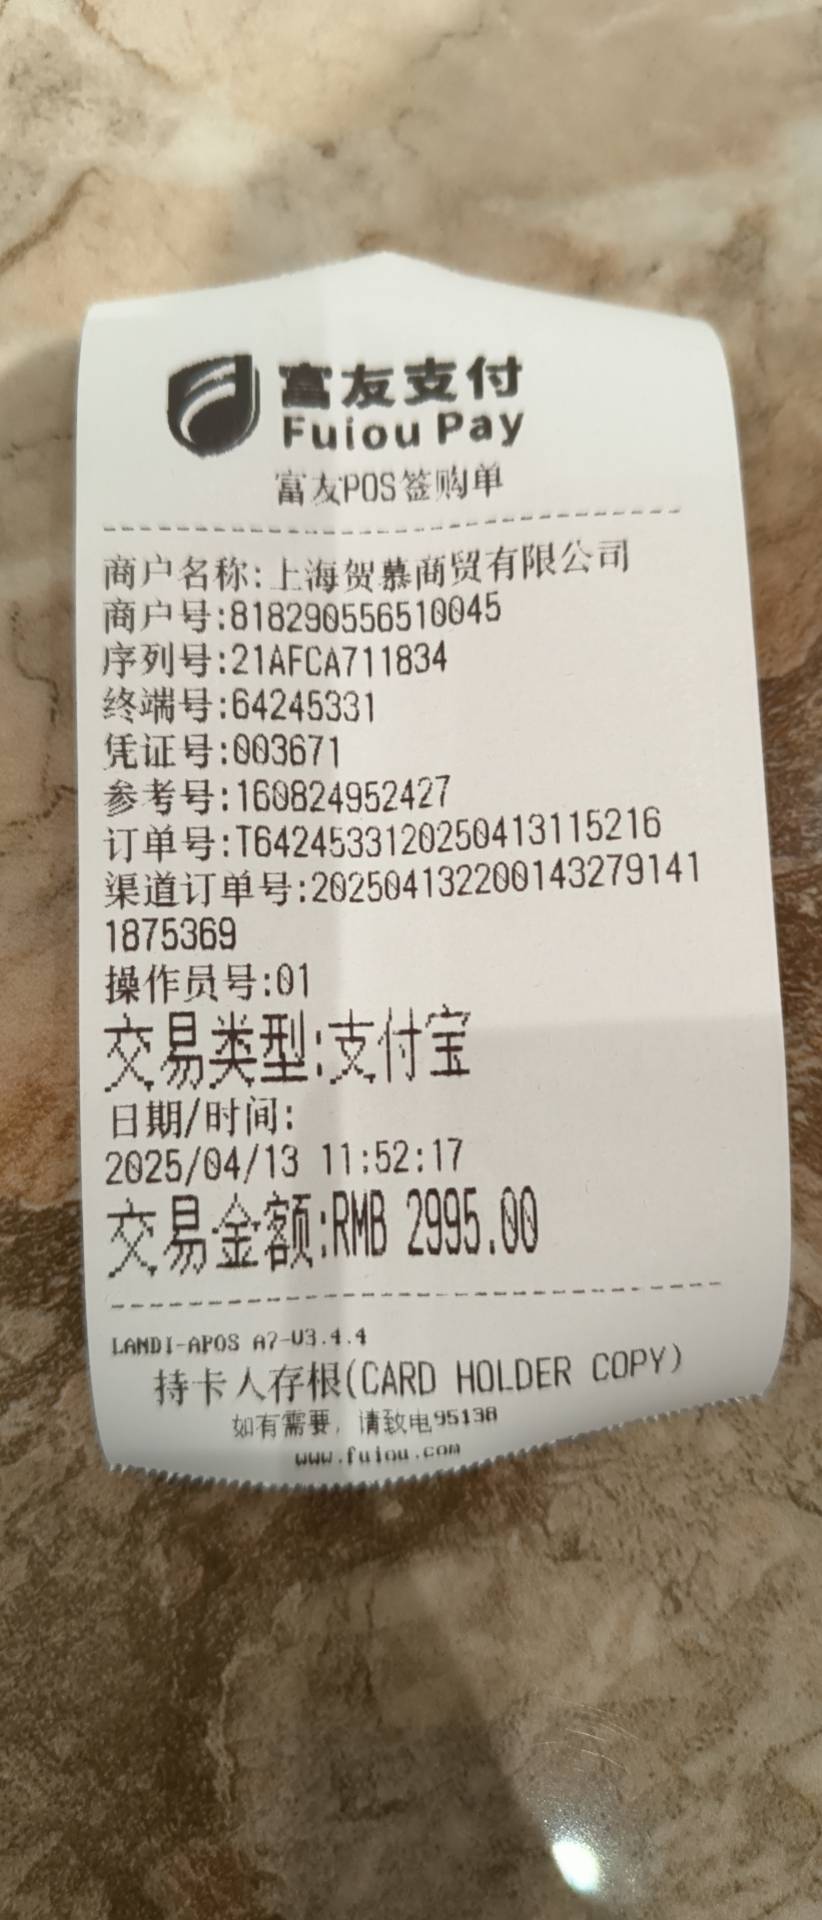 富友支付
Fuiou Pay
富友POS签购单
商户名称:上海贺慕商贸有限公司
商户号:818290556510045
序列号:21AFCA711834
终端号:64245331
凭证号:003671
参考号:160824952427
订单号:T6424533120250413115216
渠道订单号:202504132200143279141
1875369
操作员号:01
交易类型:支付宝
日期/时间:
2025/04/13 11:52:17
交易金额:RMB 2995.00
LANDI-APOS A7-V3.4.4
持卡人存根(CARD HOLDER COPY)
如有需要，请致电95138
www.fuiou.com